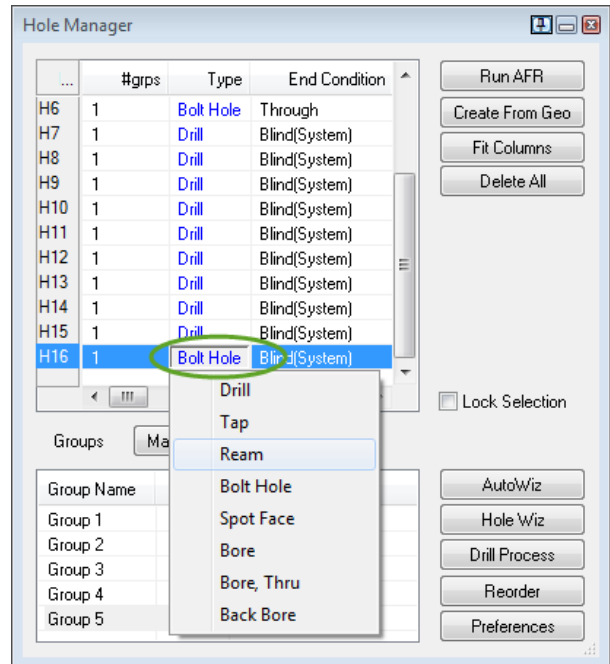 Hole Manager
... #grps Type End Condition
H6 1 Bolt Hole Through
H7 1 Drill Blind(System)
H8 1 Drill Blind(System)
H9 1 Drill Blind(System)
H10 1 Drill Blind(System)
H11 1 Drill Blind(System)
H12 1 Drill Blind(System)
H13 1 Drill Blind(System)
H14 1 Drill Blind(System)
H15 1 Drill Blind(System)
H16 1 Bolt Hole Blind(System)
Run AFR
Create From Geo
Fit Columns
Delete All
Lock Selection
Groups Ma
Drill
Tap
Ream
Bolt Hole
Spot Face
Bore
Bore, Thru
Back Bore
Group Name
Group 1
Group 2
Group 3
Group 4
Group 5
AutoWiz
Hole Wiz
Drill Process
Reorder
Preferences